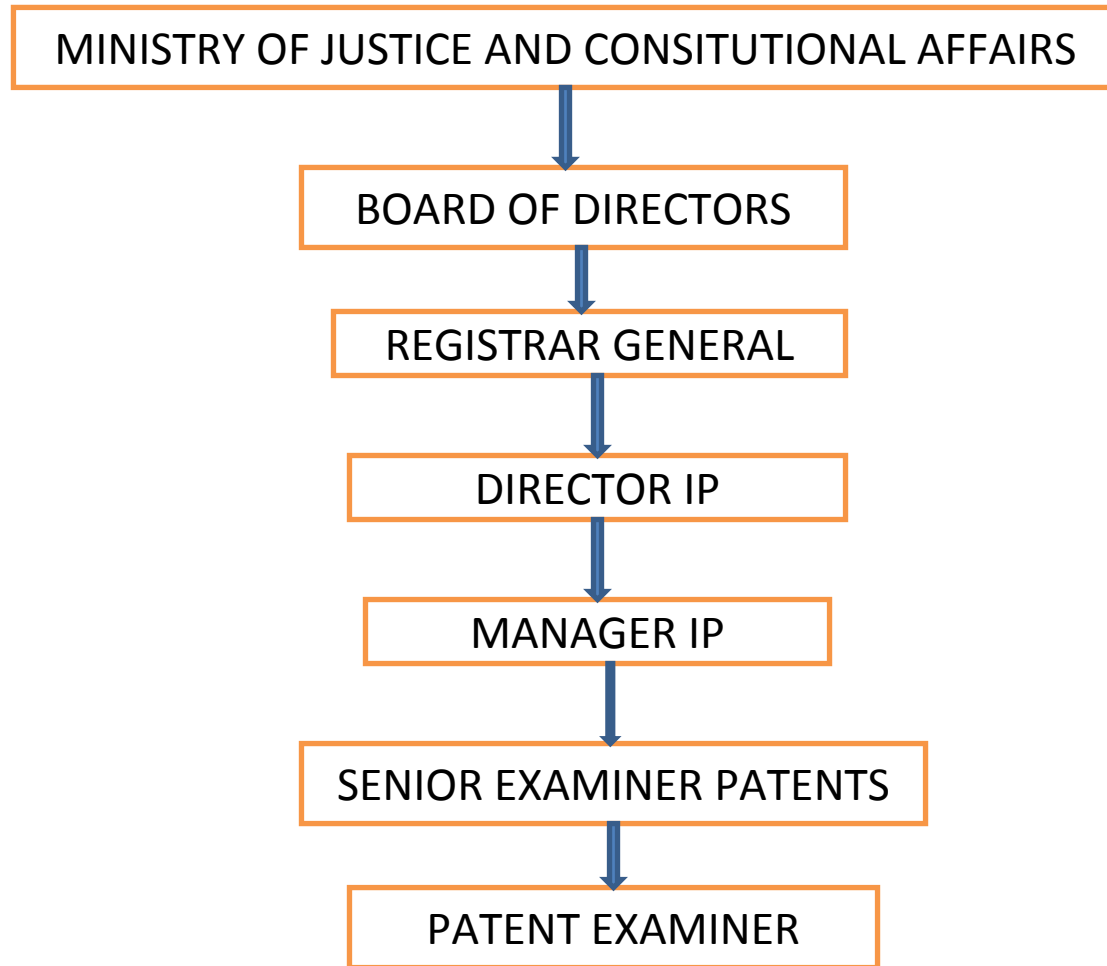 MINISTRY OF JUSTICE AND CONSITUTIONAL AFFAIRS
BOARD OF DIRECTORS
REGISTRAR GENERAL
DIRECTOR IP
MANAGER IP
SENIOR EXAMINER PATENTS
PATENT EXAMINER